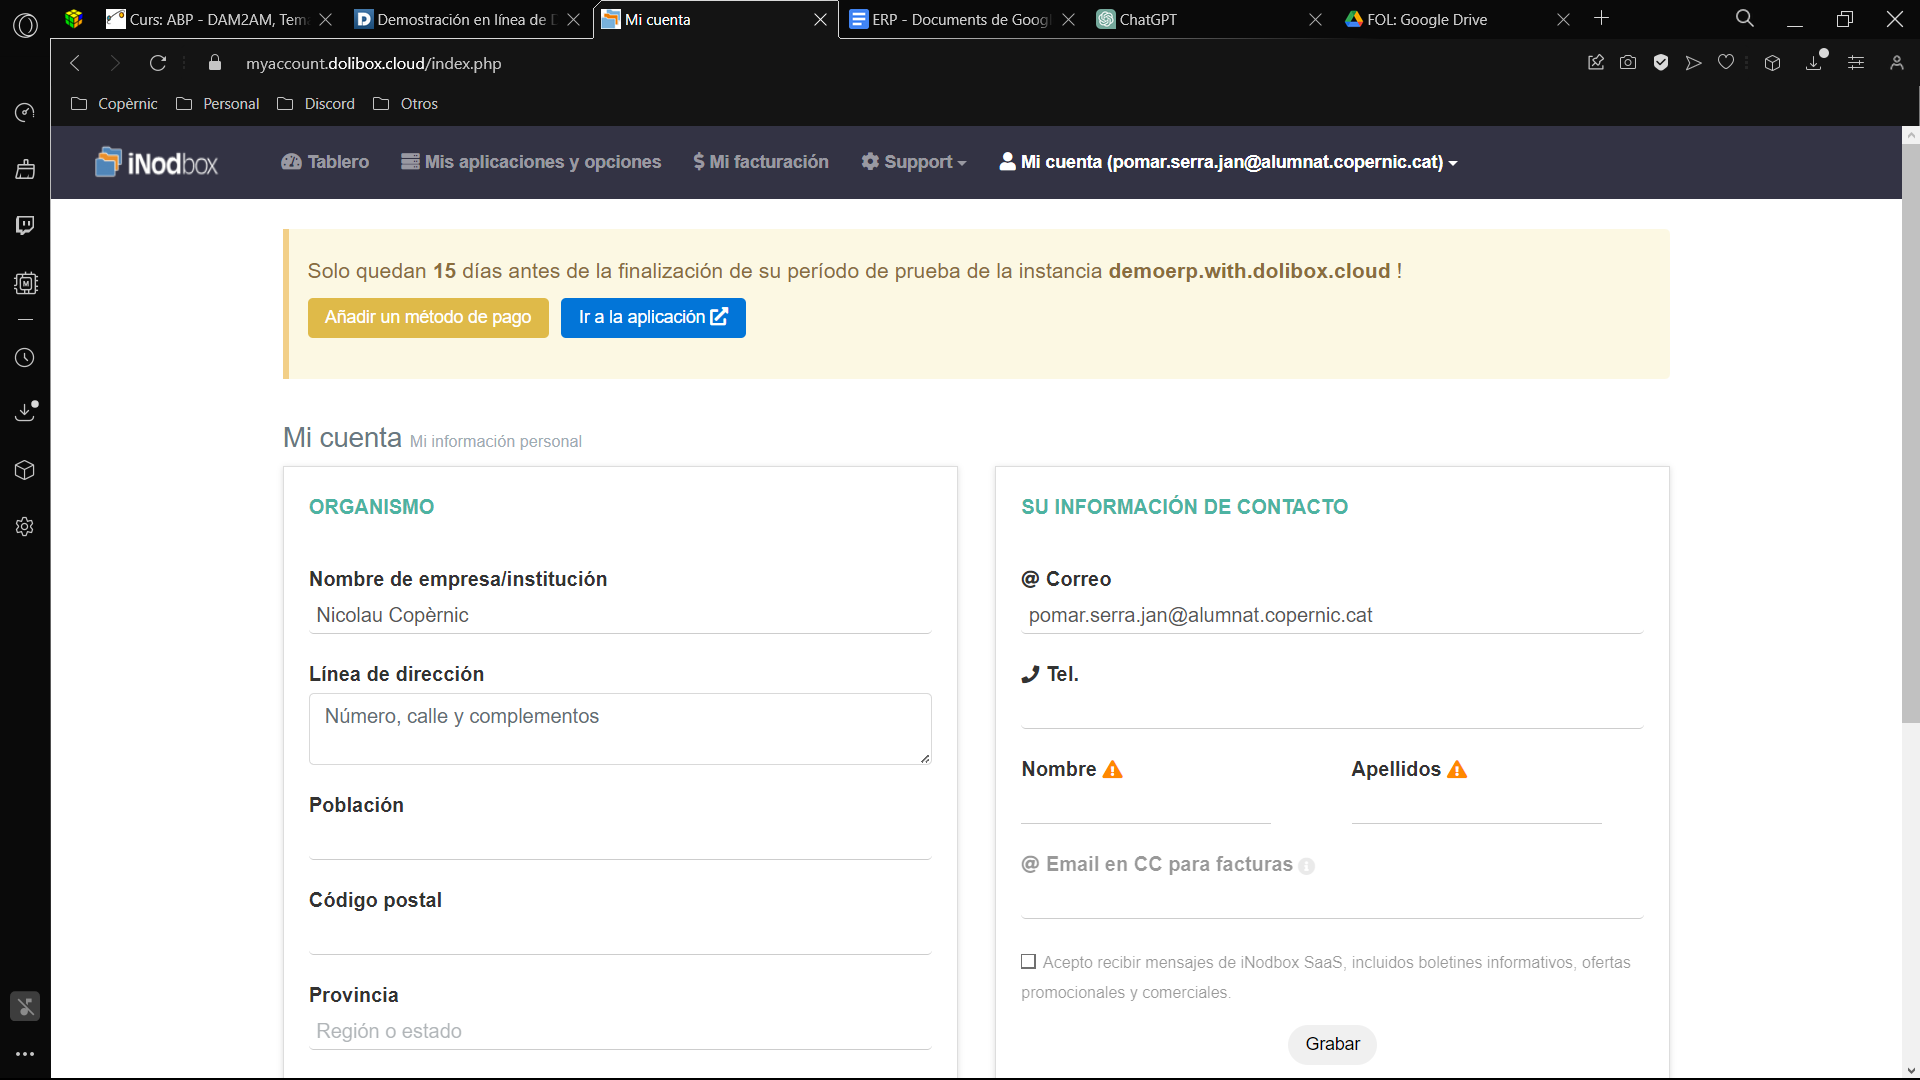 Curs: ABP - DAM2AM, Tema
Demostración en línea de D
Mi cuenta
ERP - Documents de Googl
ChatGPT
FOL: Google Drive
myaccount.dolibox.cloud/index.php
Copèrnic
Personal
Discord
Otros
iNodbox
Tablero
Mis aplicaciones y opciones
$ Mi facturación
Support
Mi cuenta (pomar.serra.jan@alumnat.copernic.cat)
Solo quedan 15 días antes de la finalización de su período de prueba de la instancia demoerp.with.dolibox.cloud !
Añadir un método de pago
Ir a la aplicación
Mi cuenta Mi información personal
ORGANISMO
Nombre de empresa/institución
Nicolau Copèrnic
Línea de dirección
Número, calle y complementos
Población
Código postal
Provincia
Región o estado
SU INFORMACIÓN DE CONTACTO
@ Correo
pomar.serra.jan@alumnat.copernic.cat
Tel.
Nombre
Apellidos
@ Email en CC para facturas
Acepto recibir mensajes de iNodbox SaaS, incluidos boletines informativos, ofertas
promocionales y comerciales.
Grabar